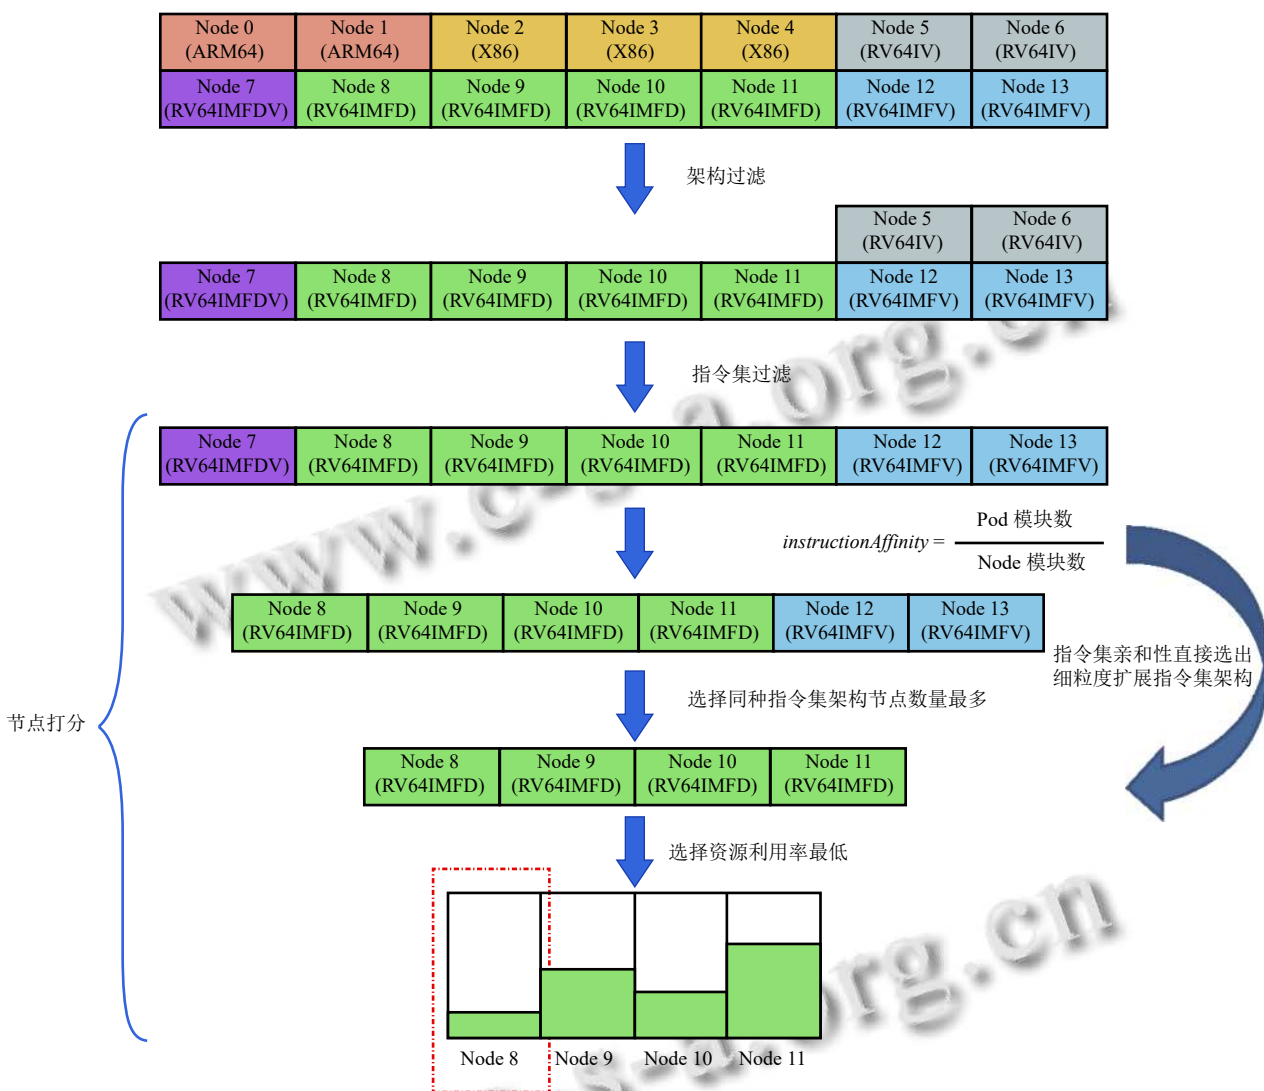 Node 0 Node 1 Node 2 Node 3 Node 4 Node 5 Node 6
(ARM64) (ARM64) (X86) (X86) (X86) (RV64IV) (RV64IV)
Node 7 Node 8 Node 9 Node 10 Node 11 Node 12 Node 13
(RV64IMFDV) (RV64IMFD) (RV64IMFD) (RV64IMFD) (RV64IMFD) (RV64IMFV) (RV64IMFV)
架构过滤
Node 5 Node 6
(RV64IV) (RV64IV)
Node 7 Node 8 Node 9 Node 10 Node 11 Node 12 Node 13
(RV64IMFDV) (RV64IMFD) (RV64IMFD) (RV64IMFD) (RV64IMFD) (RV64IMFV) (RV64IMFV)
指令集过滤
Node 7 Node 8 Node 9 Node 10 Node 11 Node 12 Node 13
(RV64IMFDV) (RV64IMFD) (RV64IMFD) (RV64IMFD) (RV64IMFD) (RV64IMFV) (RV64IMFV)
Pod 模块数
instructionAffinity =
Node 模块数
Node 8 Node 9 Node 10 Node 11 Node 12 Node 13
(RV64IMFD) (RV64IMFD) (RV64IMFD) (RV64IMFD) (RV64IMFV) (RV64IMFV)
指令集亲和性直接选出
细粒度扩展指令集架构
选择同种指令集架构节点数量最多
节点打分
Node 8 Node 9 Node 10 Node 11
(RV64IMFD) (RV64IMFD) (RV64IMFD) (RV64IMFD)
选择资源利用率最低
Node 8 Node 9 Node 10 Node 11